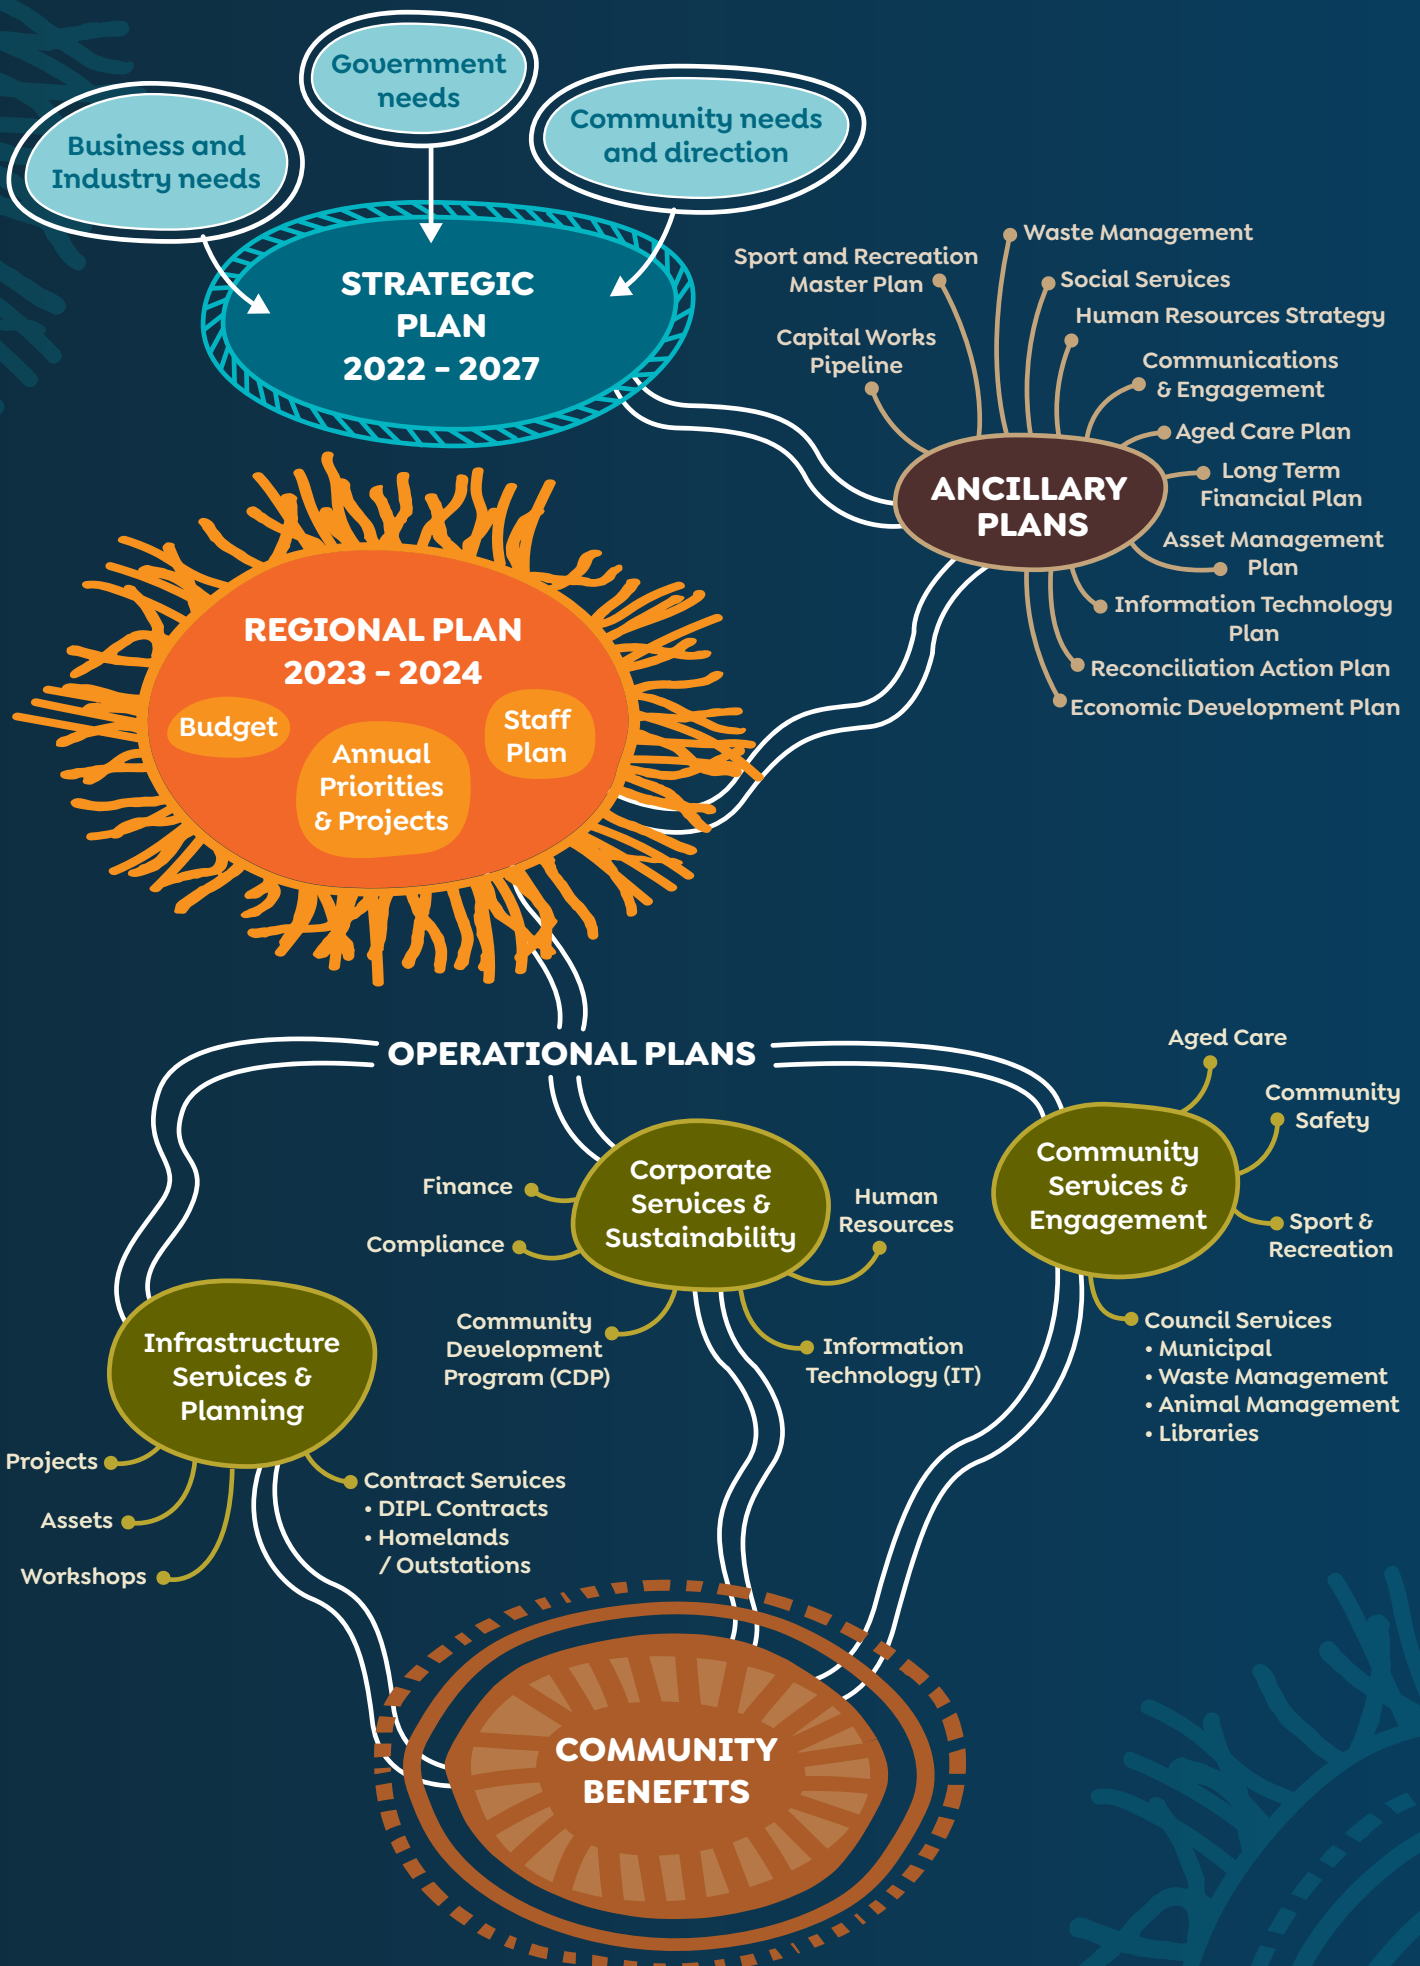 Government
needs
Business and
Industry needs
Community needs
and direction
STRATEGIC
PLAN
2022 – 2027
Sport and Recreation
Master Plan
Capital Works
Pipeline
Waste Management
Social Services
Human Resources Strategy
Communications
& Engagement
Aged Care Plan
Long Term
Financial Plan
Asset Management
Plan
Information Technology
Plan
Reconciliation Action Plan
Economic Development Plan
ANCILLARY
PLANS
REGIONAL PLAN
2023 – 2024
Budget
Annual
Priorities
& Projects
Staff
Plan
OPERATIONAL PLANS
Infrastructure
Services &
Planning
Projects
Assets
Workshops
Contract Services
• DIPL Contracts
• Homelands
/ Outstations
Corporate
Services &
Sustainability
Finance
Compliance
Community
Development
Program (CDP)
Human
Resources
Information
Technology (IT)
Community
Services &
Engagement
Aged Care
Community
Safety
Sport &
Recreation
Council Services
• Municipal
• Waste Management
• Animal Management
• Libraries
COMMUNITY
BENEFITS